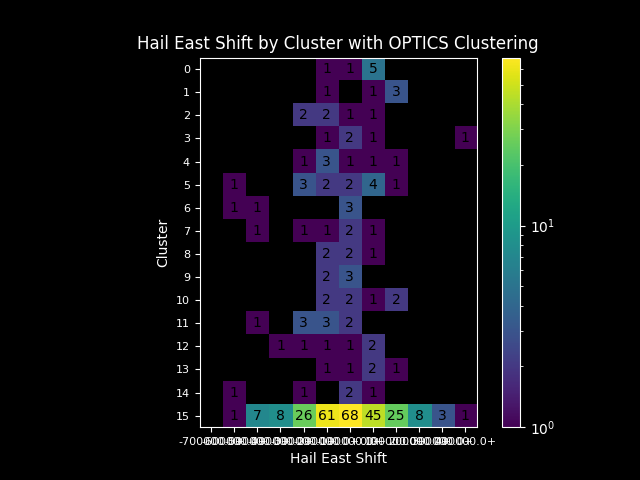 Hail East Shift by Cluster with OPTICS Clustering
Cluster
0 1 1 5
1 1 1 3
2 2 2 1 1
3 1 2 1 1
4 1 3 1 1 1
5 1 3 2 2 4 1
6 1 1 3
7 1 1 1 2 1
8 2 2 1
9 2 3
10 2 2 1 2
11 1 3 3 2
12 1 1 1 1 2
13 1 1 2 1
14 1 1 2 1
15 1 7 8 26 61 68 45 25 8 3 1
Hail East Shift
10¹
10⁰